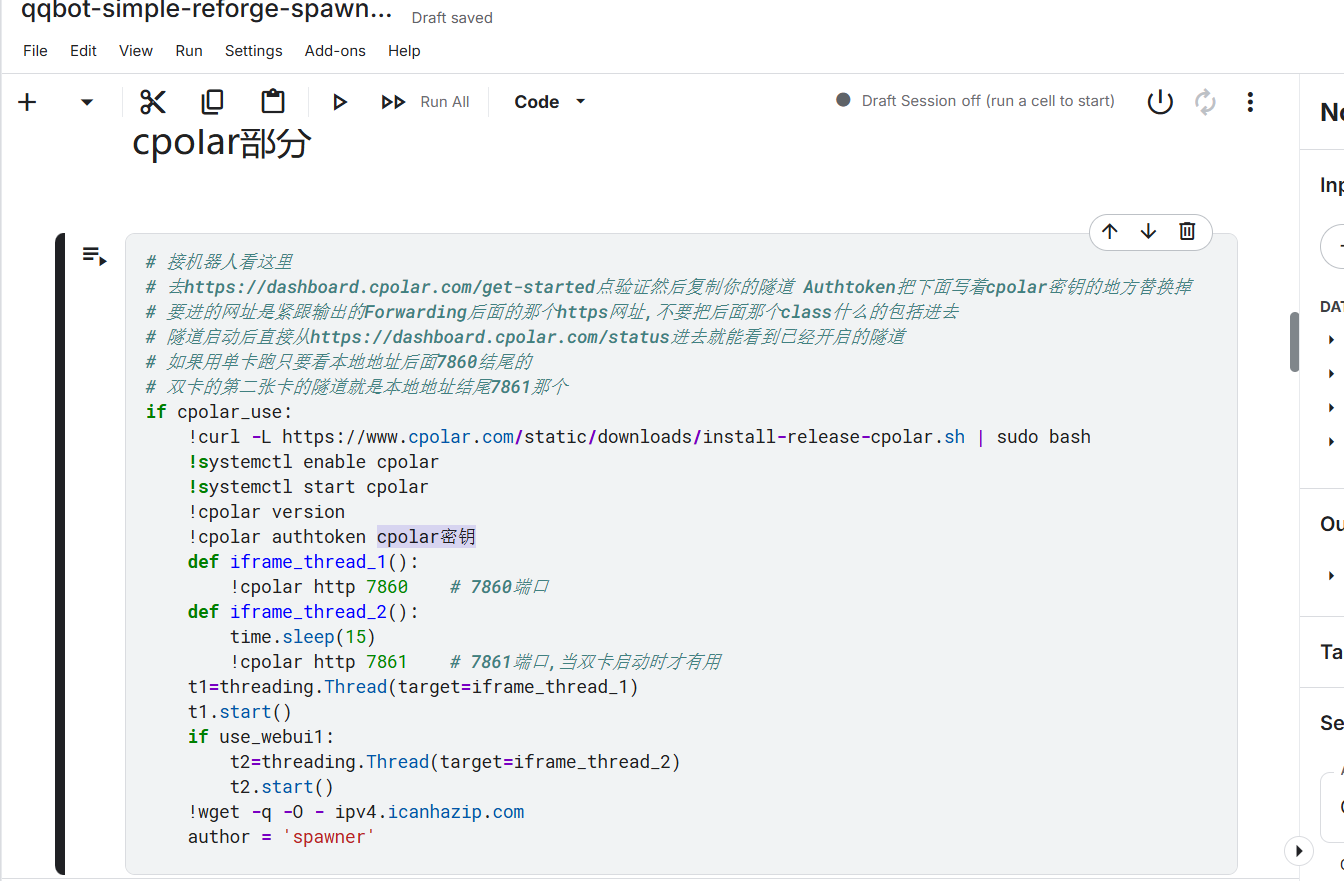 qqbot-simple-reforge-spawn...
Draft saved
File Edit View Run Settings Add-ons Help
Run All
Code
Draft Session off (run a cell to start)
cpolar部分
# 接机器人看这里
# 去https://dashboard.cpolar.com/get-started点验证然后复制你的隧道 Authtoken把下面写着cpolar密钥的地方替换掉
# 要进的网址是紧跟输出的Forwarding后面的那个https网址,不要把后面那个class什么的包括进去
# 隧道启动后直接从https://dashboard.cpolar.com/status进去就能看到已经开启的隧道
# 如果用单卡跑只要看本地地址后面7860结尾的
# 双卡的第二张卡的隧道就是本地地址结尾7861那个
if cpolar_use:
    !curl -L https://www.cpolar.com/static/downloads/install-release-cpolar.sh | sudo bash
    !systemctl enable cpolar
    !systemctl start cpolar
    !cpolar version
    !cpolar authtoken cpolar密钥
    def iframe_thread_1():
        !cpolar http 7860    # 7860端口
    def iframe_thread_2():
        time.sleep(15)
        !cpolar http 7861    # 7861端口,当双卡启动时才有用
    t1=threading.Thread(target=iframe_thread_1)
    t1.start()
    if use_webui1:
        t2=threading.Thread(target=iframe_thread_2)
        t2.start()
    !wget -q -O - ipv4.icanhazip.com
    author = 'spawner'